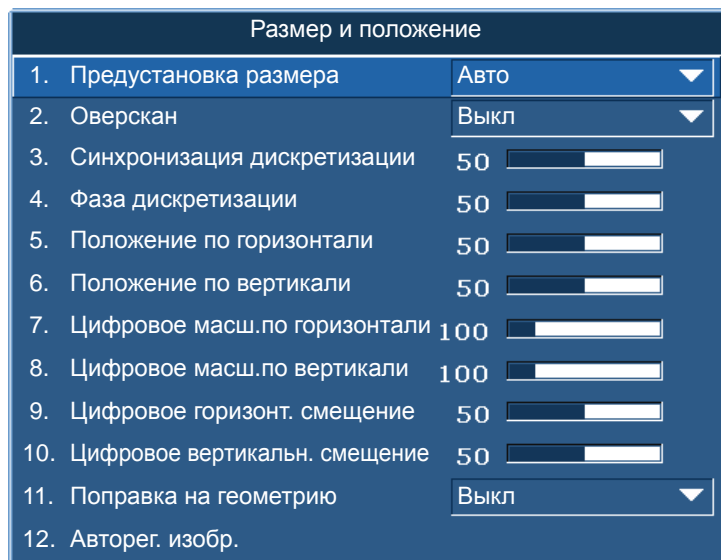 Размер и положение
1. Предустановка размера Авто
2. Оверскан Выкл
3. Синхронизация дискретизации 50
4. Фаза дискретизации 50
5. Положение по горизонтали 50
6. Положение по вертикали 50
7. Цифровое масш.по горизонтали 100
8. Цифровое масш.по вертикали 100
9. Цифровое горизонт. смещение 50
10. Цифровое вертикальн. смещение 50
11. Поправка на геометрию Выкл
12. Авторег. изобр.